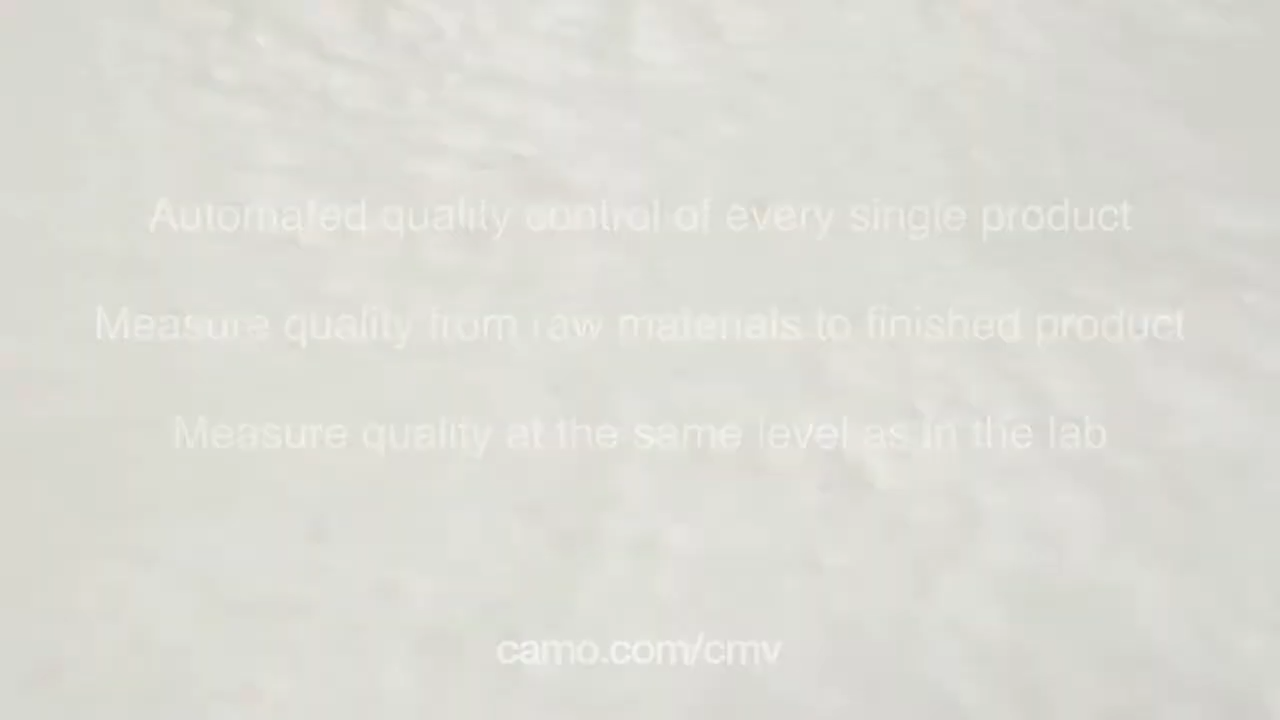 Automated quality control of every single product
Measure quality from raw materials to finished product
Measure quality at the same level as in the lab
camo.com/cmv